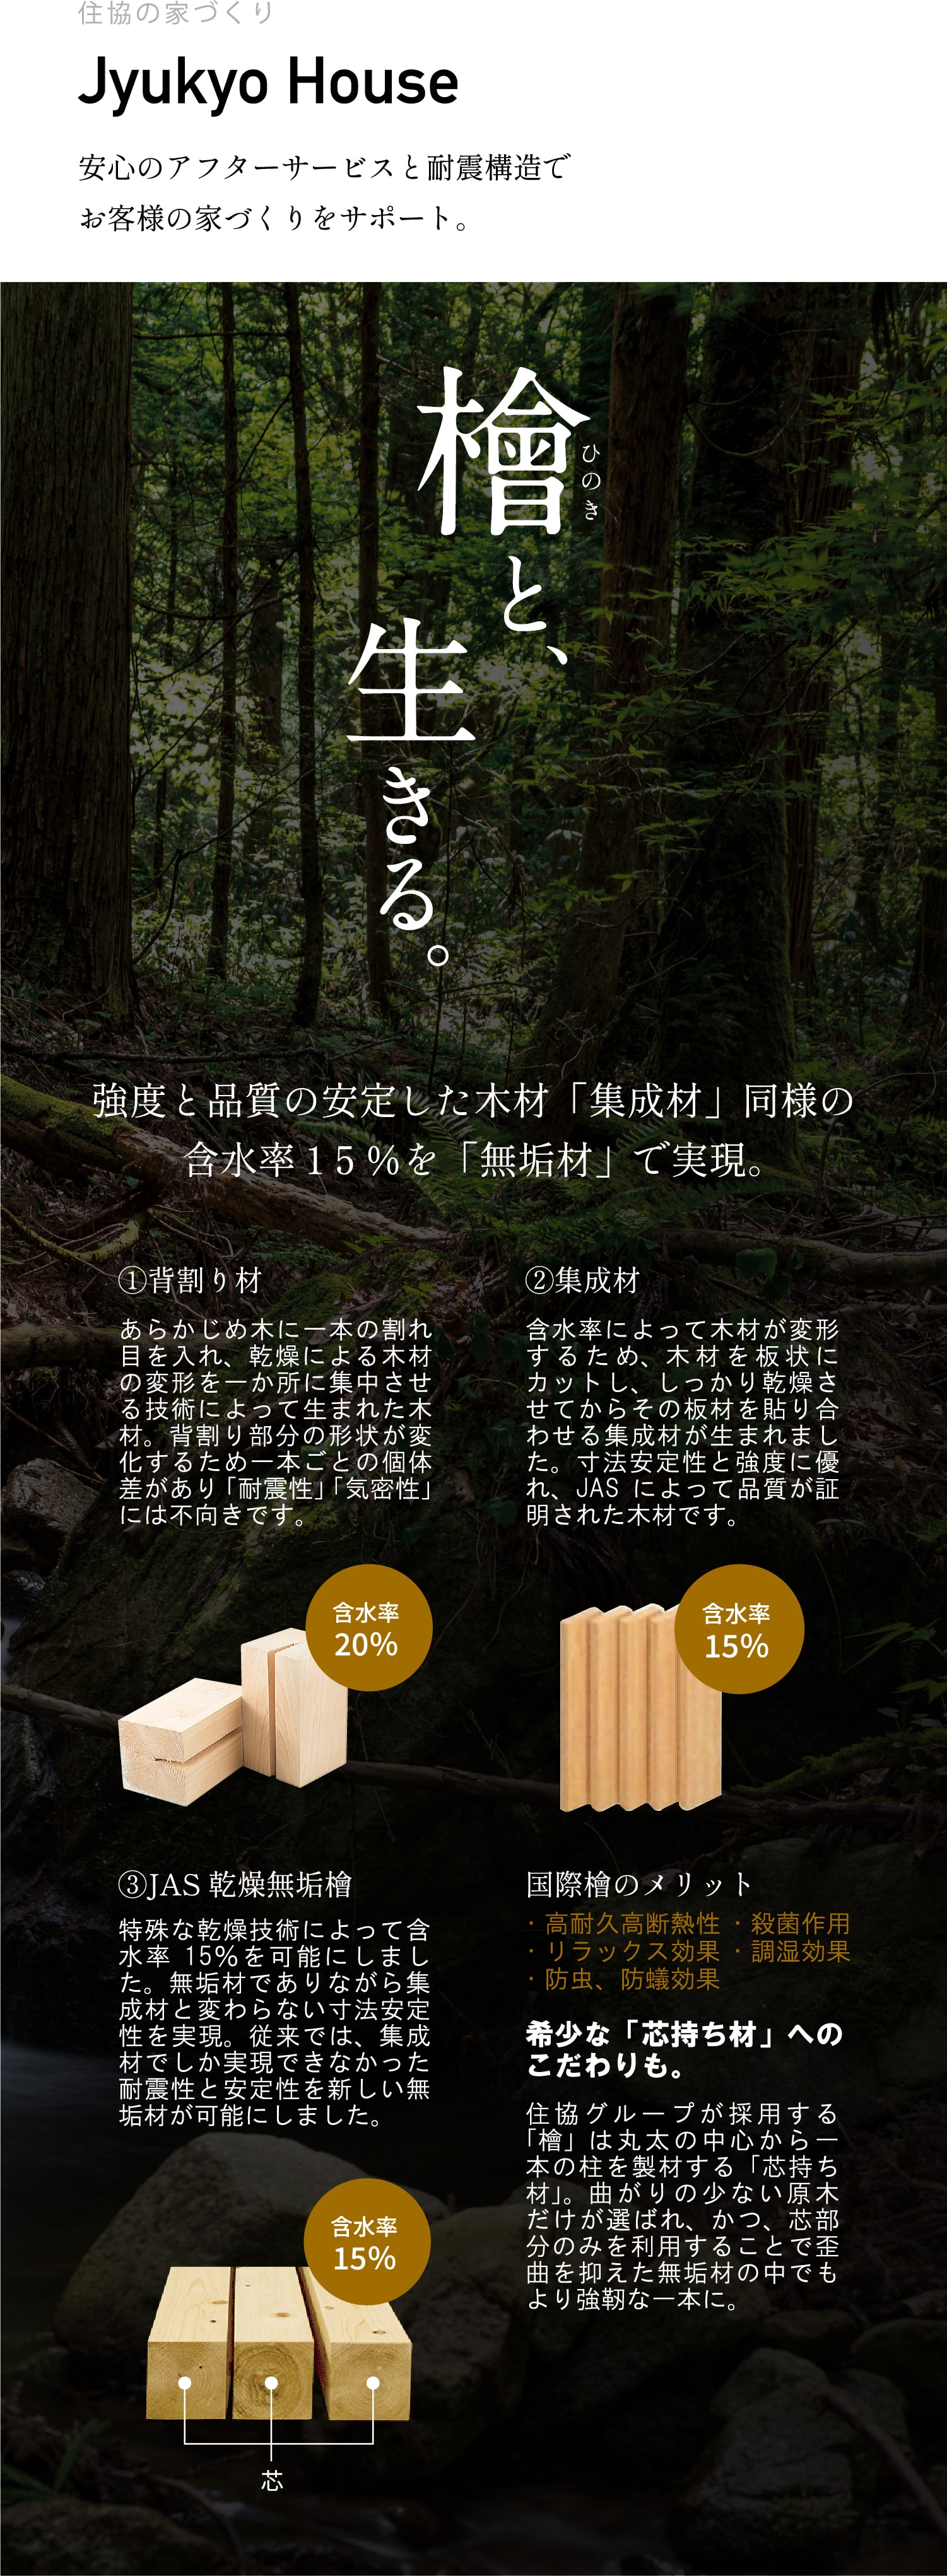 住協の家づくり
Jyukyo House
安心のアフターサービスと耐震構造で
お客様の家づくりをサポート。
檜と、
ひのき
生きる。
強度と品質の安定した木材「集成材」同様の
含水率15％を「無垢材」で実現。
①背割り材
あらかじめ木に一本の割れ
目を入れ、乾燥による木材
の変形を一か所に集中させ
る技術によって生まれた木
材。背割り部分の形状が変
化するため一本ごとの個体
差があり「耐震性」「気密性」
には不向きです。
含水率
20%
②集成材
含水率によって木材が変形
するため、木材を板状に
カットし、しっかり乾燥さ
せてからその板材を貼り合
わせる集成材が生まれまし
た。寸法安定性と強度に優
れ、JAS によって品質が証
明された木材です。
含水率
15%
③JAS 乾燥無垢檜
特殊な乾燥技術によって含
水率 15%を可能にしまし
た。無垢材でありながら集
成材と変わらない寸法安定
性を実現。従来では、集成
材でしか実現できなかった
耐震性と安定性を新しい無
垢材が可能にしました。
含水率
15%
芯
国際檜のメリット
・高耐久高断熱性 ・殺菌作用
・リラックス効果 ・調湿効果
・防虫、防蟻効果
希少な「芯持ち材」への
こだわりも。
住協グループが採用する
「檜」は丸太の中心から一
本の柱を製材する「芯持ち
材」。曲がりの少ない原木
だけが選ばれ、かつ、芯部
分のみを利用することで歪
曲を抑えた無垢材の中でも
より強靭な一本に。